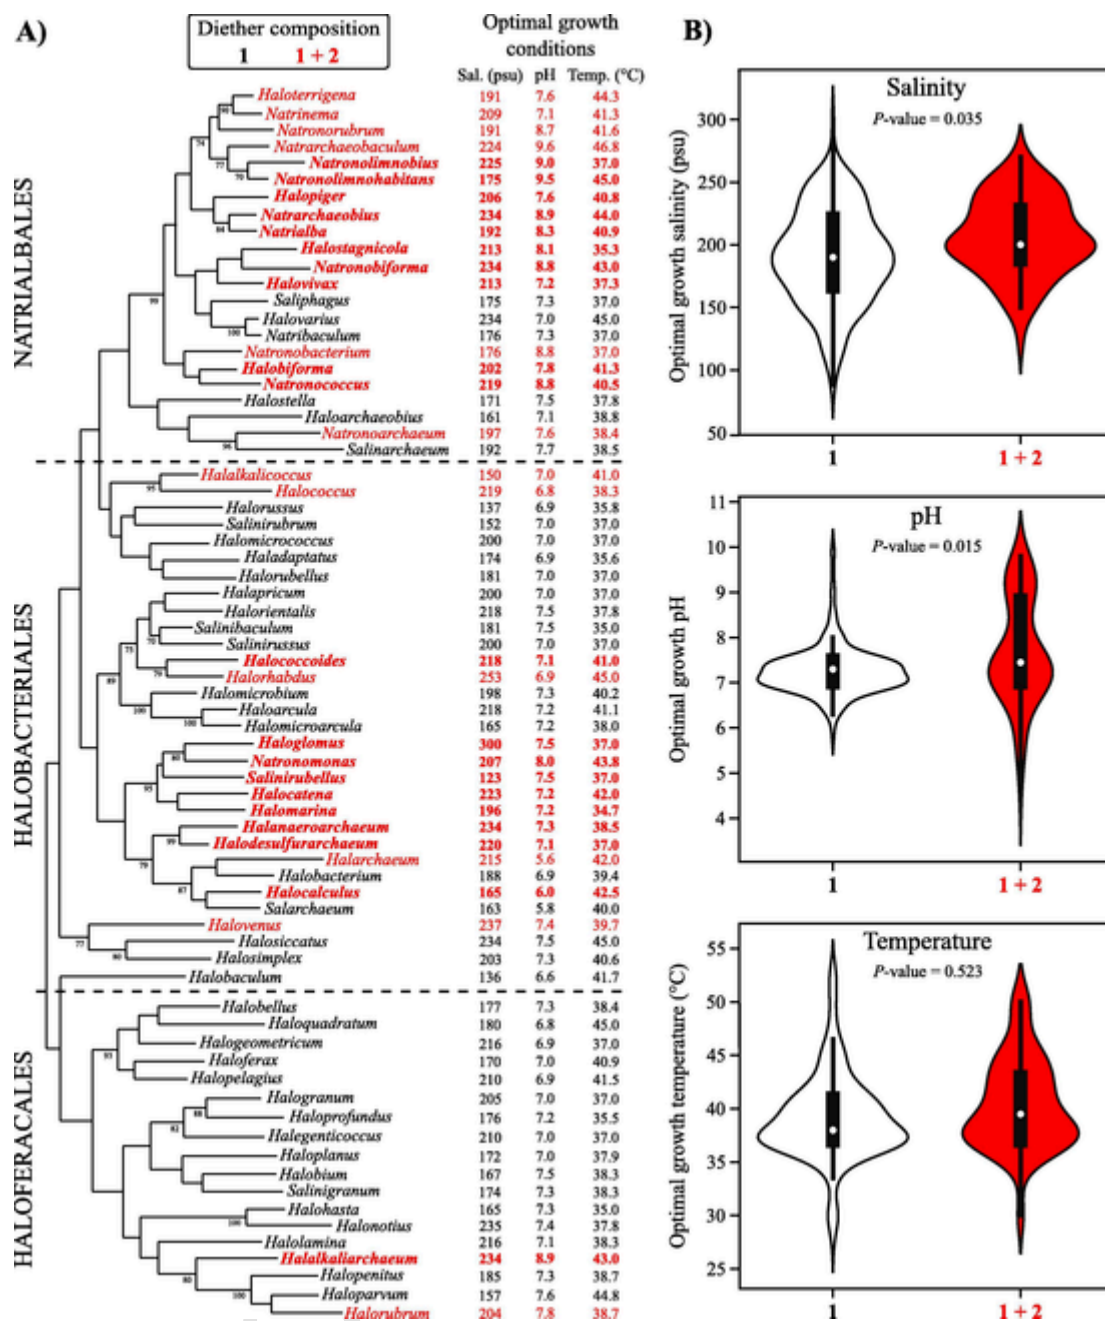 A)
Diether composition
1 1 + 2
Optimal growth
conditions
Sal. (psu) pH Temp. (°C)
NATRIALBALES
Haloterrigena 191 7.6 44.3
Natrinema 209 7.1 41.3
Natronorubrum 191 8.7 41.6
Natrarchaeobaculum 224 9.6 46.8
Natronolimnobius 225 9.0 37.0
Natronolimnohabitans 175 9.5 45.0
Halopiger 206 7.6 40.8
Natrarchaeobius 234 8.9 44.0
Natrialba 192 8.3 40.9
Halostagnicola 213 8.1 35.3
Natronobiforma 234 8.8 43.0
Halovivax 213 7.2 37.3
Saliphagus 175 7.3 37.0
Halovarius 234 7.0 45.0
Natribaculum 176 7.3 37.0
Natronobacterium 176 8.8 37.0
Halobiforma 202 7.8 41.3
Natronococcus 219 8.8 40.5
Halostella 171 7.5 37.8
Haloarchaeobius 161 7.1 38.8
Natronoarchaeum 197 7.6 38.4
Salinarchaeum 192 7.7 38.5
HALOBACTERIALES
Halalkalicoccus 150 7.0 41.0
Halococcus 219 6.8 38.3
Halorussus 137 6.9 35.8
Salinirubrum 152 7.0 37.0
Halomicrococcus 200 7.0 37.0
Haladaptatus 174 6.9 35.6
Halorubellus 181 7.0 37.0
Halapricum 200 7.0 37.0
Halorientalis 218 7.5 37.8
Salinibaculum 181 7.5 35.0
Salinirussus 200 7.0 37.0
Halococcoides 218 7.1 41.0
Halorhabdus 253 6.9 45.0
Halomicrobium 198 7.3 40.2
Haloarcula 218 7.2 41.1
Halomicroarcula 165 7.2 38.0
Haloglomus 300 7.5 37.0
Natronomonas 207 8.0 43.8
Salinirubellus 123 7.5 37.0
Halocatena 223 7.2 42.0
Halomarina 196 7.2 34.7
Halanaeroarchaeum 234 7.3 38.5
Halodesulfurarchaeum 220 7.1 37.0
Halarchaeum 215 5.6 42.0
Halobacterium 188 6.9 39.4
Halocalculus 165 6.0 42.5
Salarchaeum 163 5.8 40.0
Halovenus 237 7.4 39.7
Halosiccatus 234 7.5 45.0
Halosimplex 203 7.3 40.6
Halobaculum 136 6.6 41.7
HALOFERACALES
Halobellus 177 7.3 38.4
Haloquadratum 180 6.8 45.0
Halogeometricum 216 6.9 37.0
Haloferax 170 7.0 40.9
Halopelagius 210 6.9 41.5
Halogranum 205 7.0 37.0
Haloprofundus 176 7.2 35.5
Halegenticoccus 210 7.0 37.0
Haloplanus 172 7.0 37.9
Halobium 167 7.5 38.3
Salinigranum 174 7.3 38.3
Halohasta 165 7.3 35.0
Halonotius 235 7.4 37.8
Halolamina 216 7.1 38.3
Halalkaliarchaeum 234 8.9 43.0
Halopenitus 185 7.3 38.7
Haloparvum 157 7.6 44.8
Halorubrum 204 7.8 38.7
B)
Salinity
P-value = 0.035
Optimal growth salinity (psu)
300
250
200
150
100
50
1 1 + 2
pH
P-value = 0.015
Optimal growth pH
11
10
9
8
7
6
5
4
1 1 + 2
Temperature
P-value = 0.523
Optimal growth temperature (°C)
55
50
45
40
35
30
25
1 1 + 2